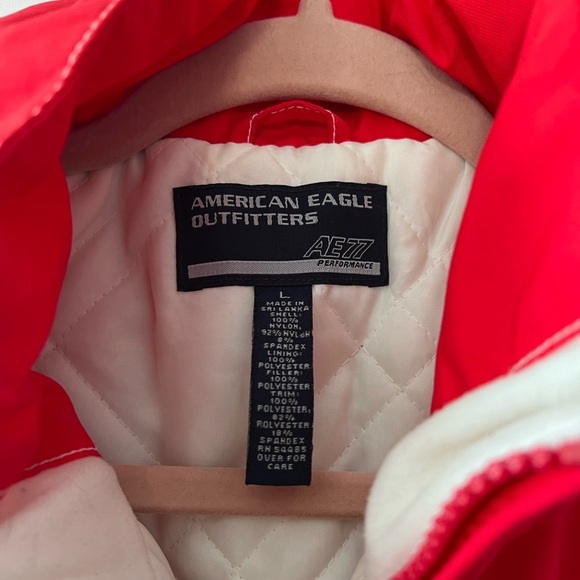 AMERICAN EAGLE
OUTFITTERS
AE77
PERFORMANCE
L
MADE IN
SRI LANKA
SHELL:
100%
NYLON,
92% NYLON
8%
SPANDEX
LINING:
100%
POLYESTER
FILLER:
100%
POLYESTER
TRIM:
100%
POLYESTER,
82%
POLYESTER
18%
SPANDEX
RN 54485
OVER FOR
CARE